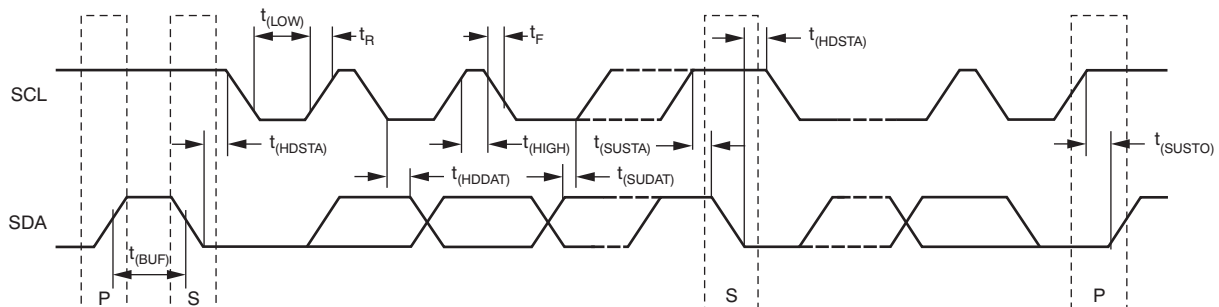 t(LOW)
tR
tF
t(HDSTA)
SCL
t(HDSTA)
t(HIGH)
t(SUSTA)
t(SUSTO)
t(HDDAT)
t(SUDAT)
SDA
t(BUF)
P
S
S
P